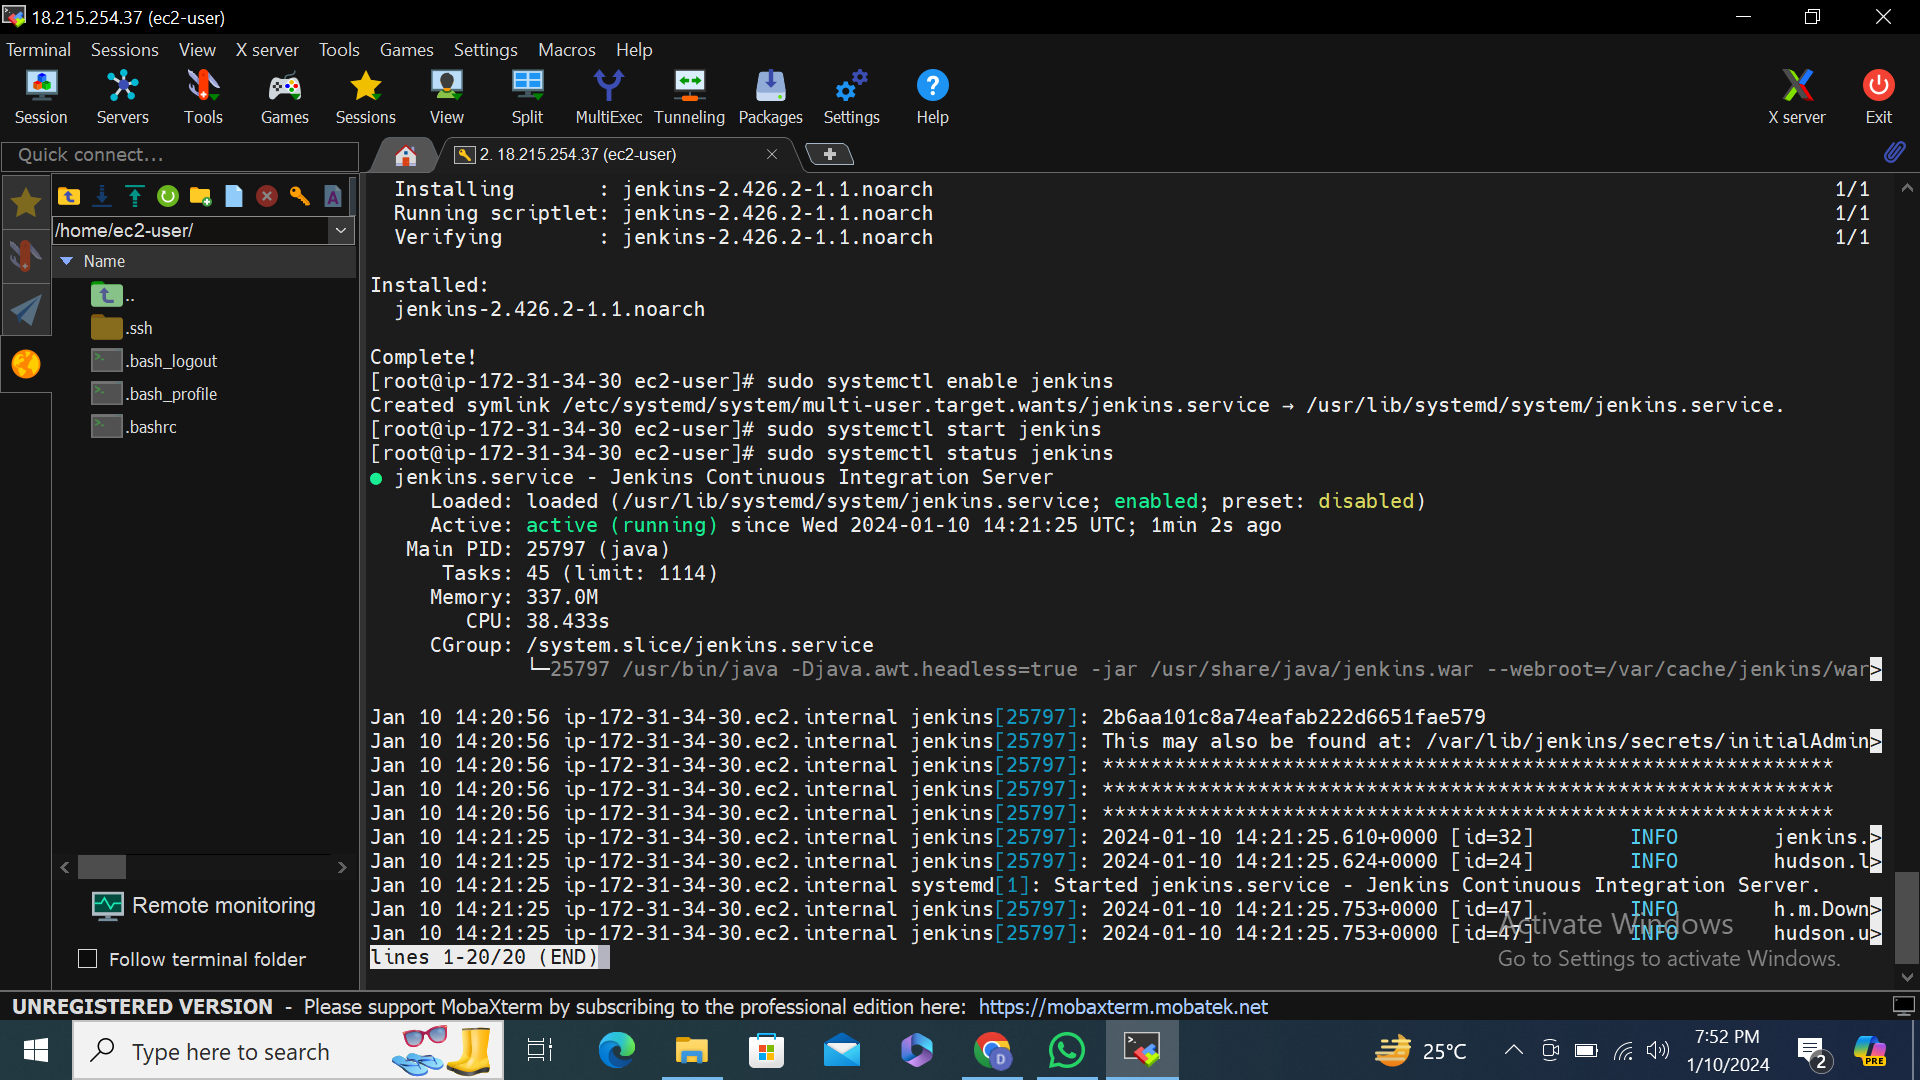 18.215.254.37 (ec2-user)
Terminal Sessions View X server Tools Games Settings Macros Help
Session Servers Tools Games Sessions View Split MultiExec Tunneling Packages Settings Help X server Exit
Quick connect...
2. 18.215.254.37 (ec2-user)
/home/ec2-user/
Name
..
.ssh
.bash_logout
.bash_profile
.bashrc
Remote monitoring
Follow terminal folder
Installing : jenkins-2.426.2-1.1.noarch 1/1
Running scriptlet: jenkins-2.426.2-1.1.noarch 1/1
Verifying : jenkins-2.426.2-1.1.noarch 1/1
Installed:
jenkins-2.426.2-1.1.noarch
Complete!
[root@ip-172-31-34-30 ec2-user]# sudo systemctl enable jenkins
Created symlink /etc/systemd/system/multi-user.target.wants/jenkins.service → /usr/lib/systemd/system/jenkins.service.
[root@ip-172-31-34-30 ec2-user]# sudo systemctl start jenkins
[root@ip-172-31-34-30 ec2-user]# sudo systemctl status jenkins
● jenkins.service - Jenkins Continuous Integration Server
Loaded: loaded (/usr/lib/systemd/system/jenkins.service; enabled; preset: disabled)
Active: active (running) since Wed 2024-01-10 14:21:25 UTC; 1min 2s ago
Main PID: 25797 (java)
Tasks: 45 (limit: 1114)
Memory: 337.0M
CPU: 38.433s
CGroup: /system.slice/jenkins.service
└─25797 /usr/bin/java -Djava.awt.headless=true -jar /usr/share/java/jenkins.war --webroot=/var/cache/jenkins/war>
Jan 10 14:20:56 ip-172-31-34-30.ec2.internal jenkins[25797]: 2b6aa101c8a74eafab222d6651fae579
Jan 10 14:20:56 ip-172-31-34-30.ec2.internal jenkins[25797]: This may also be found at: /var/lib/jenkins/secrets/initialAdmin>
Jan 10 14:20:56 ip-172-31-34-30.ec2.internal jenkins[25797]: *************************************************************
Jan 10 14:20:56 ip-172-31-34-30.ec2.internal jenkins[25797]: *************************************************************
Jan 10 14:20:56 ip-172-31-34-30.ec2.internal jenkins[25797]: *************************************************************
Jan 10 14:21:25 ip-172-31-34-30.ec2.internal jenkins[25797]: 2024-01-10 14:21:25.610+0000 [id=32] INFO jenkins.>
Jan 10 14:21:25 ip-172-31-34-30.ec2.internal jenkins[25797]: 2024-01-10 14:21:25.624+0000 [id=24] INFO hudson.l>
Jan 10 14:21:25 ip-172-31-34-30.ec2.internal systemd[1]: Started jenkins.service - Jenkins Continuous Integration Server.
Jan 10 14:21:25 ip-172-31-34-30.ec2.internal jenkins[25797]: 2024-01-10 14:21:25.753+0000 [id=47] INFO h.m.Down>
Jan 10 14:21:25 ip-172-31-34-30.ec2.internal jenkins[25797]: 2024-01-10 14:21:25.753+0000 [id=47] INFO hudson.u>
lines 1-20/20 (END)
Activate Windows
Go to Settings to activate Windows.
UNREGISTERED VERSION - Please support MobaXterm by subscribing to the professional edition here: https://mobaxterm.mobatek.net
Type here to search
25°C
7:52 PM
1/10/2024
2
PRE